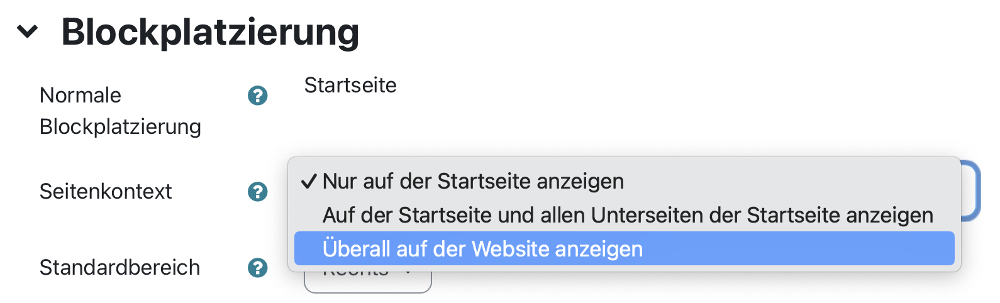 Blockplatzierung
Normale
Blockplatzierung
Startseite
Seitenkontext
✓ Nur auf der Startseite anzeigen
Auf der Startseite und allen Unterseiten der Startseite anzeigen
Überall auf der Website anzeigen
Standardbereich
Rechts